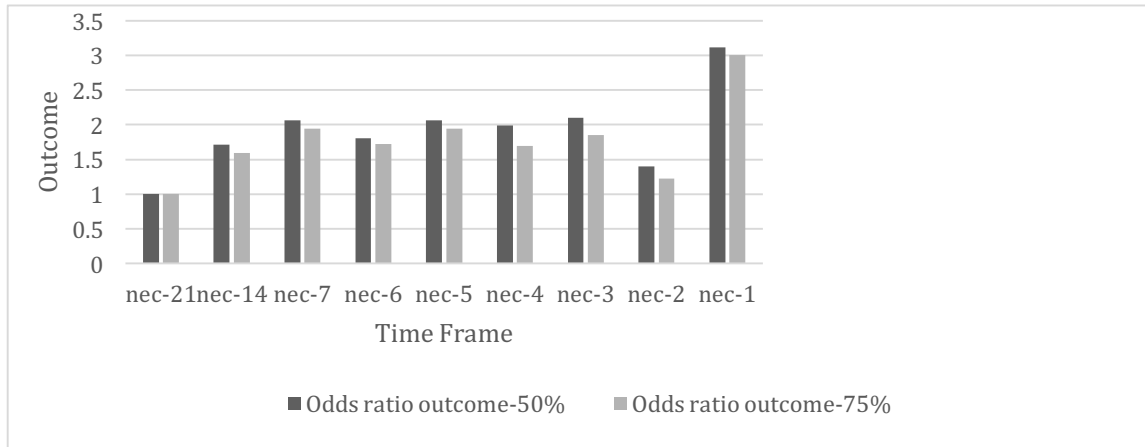 3.5
3
2.5
2
1.5
1
0.5
0
Outcome
nec-21 nec-14 nec-7 nec-6 nec-5 nec-4 nec-3 nec-2 nec-1
Time Frame
Odds ratio outcome-50% Odds ratio outcome-75%